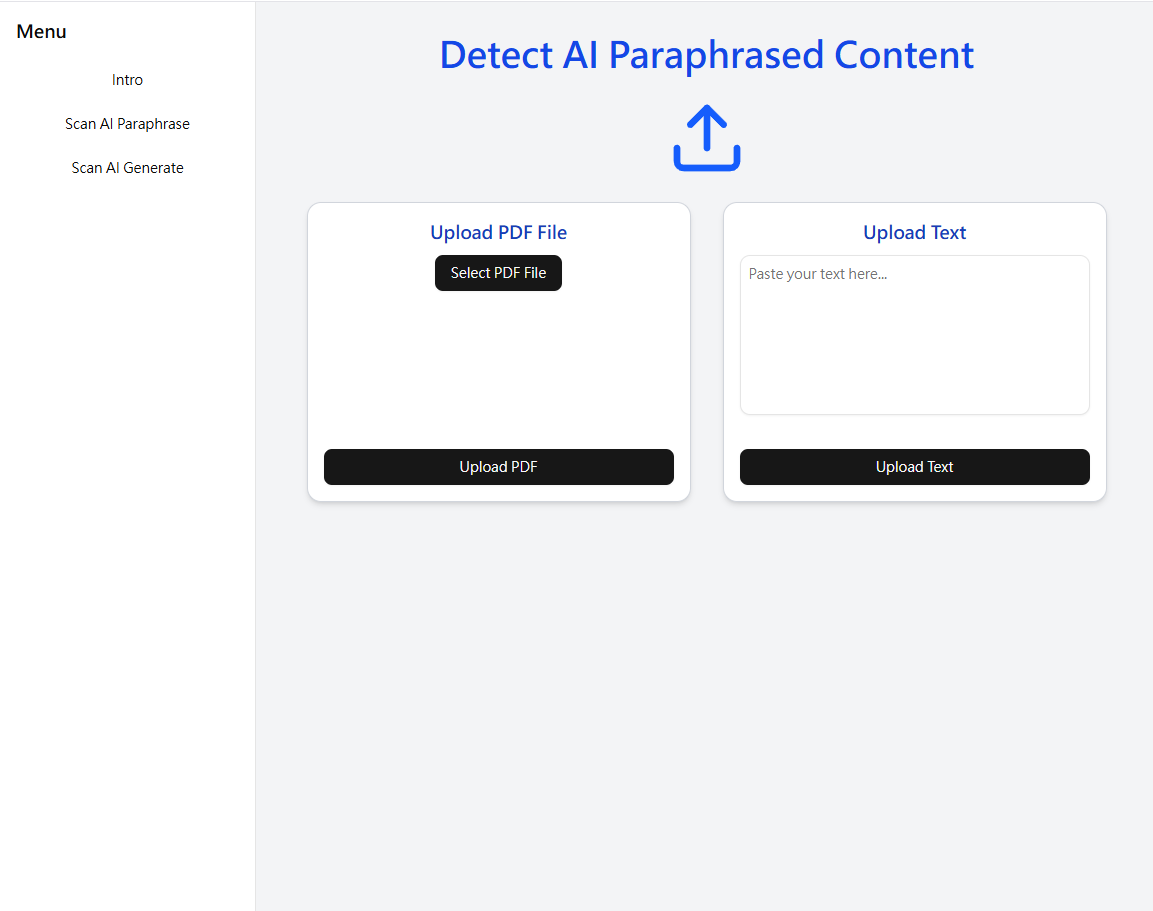 Menu
Intro
Scan AI Paraphrase
Scan AI Generate
Detect AI Paraphrased Content
Upload PDF File
Select PDF File
Upload PDF
Upload Text
Paste your text here...
Upload Text